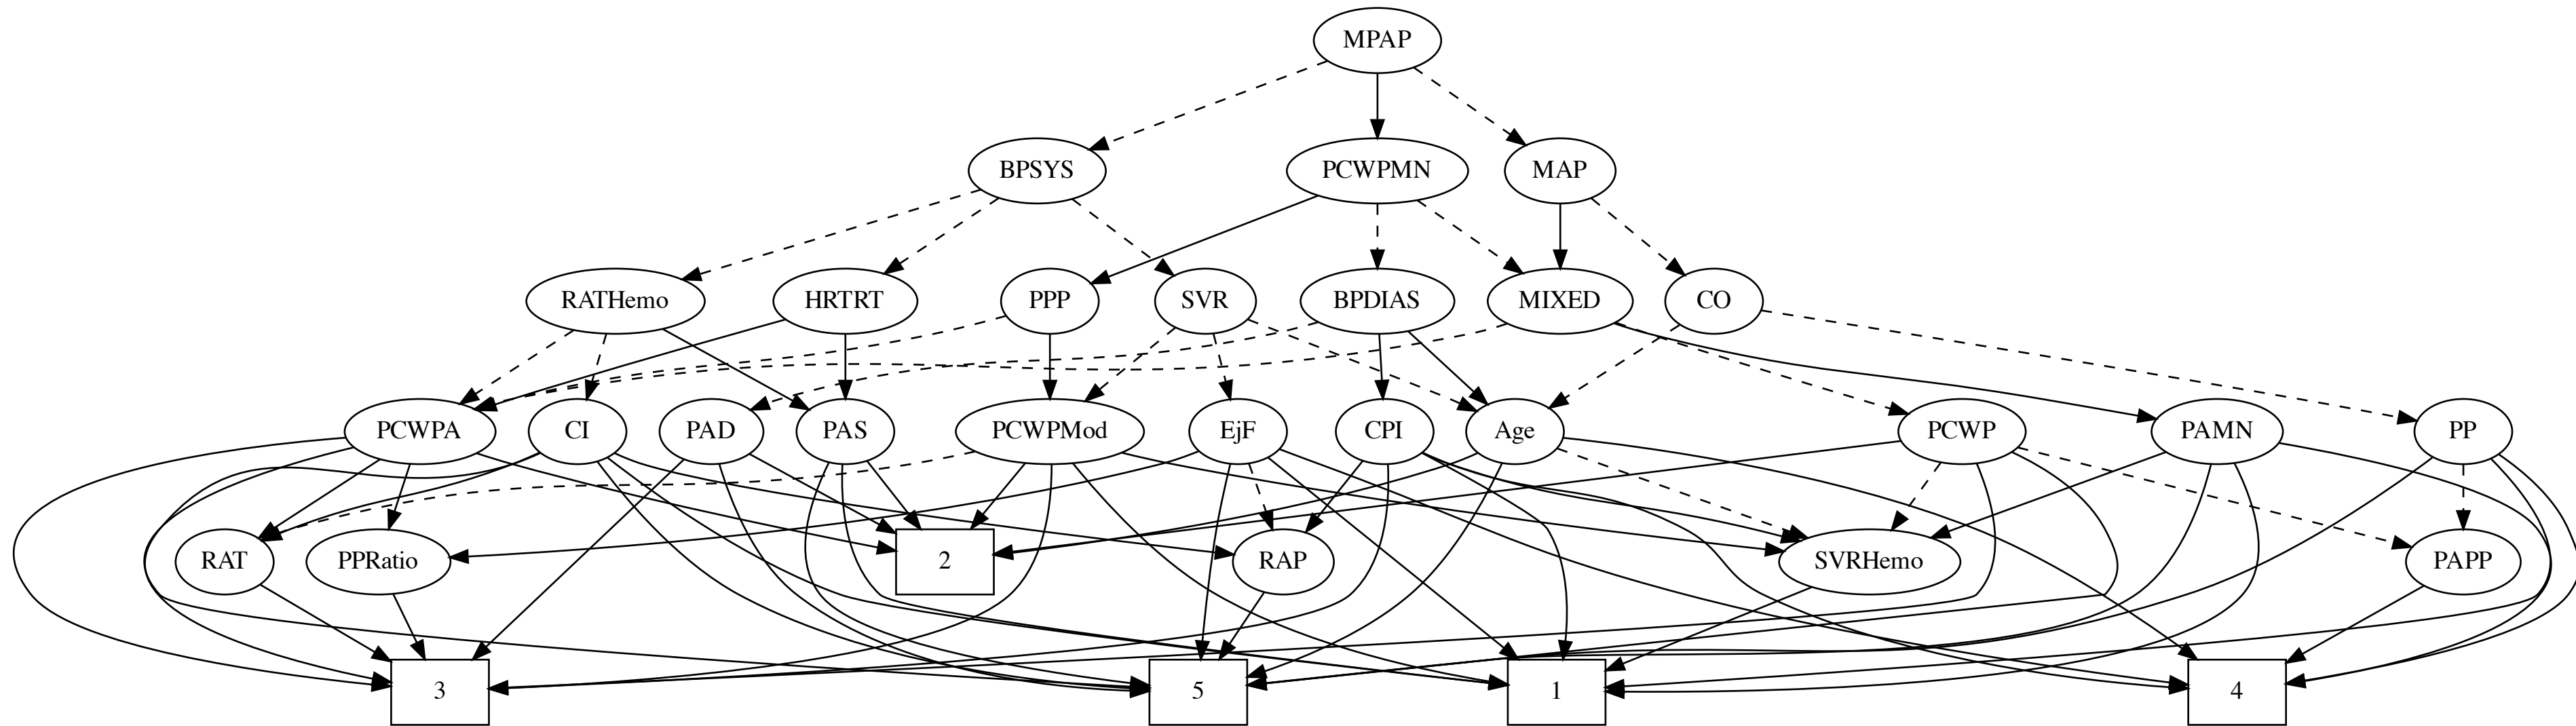 MPAP
BPSYS PCWPMN MAP
RATHemo HRTRT PPP SVR BPDIAS MIXED CO
PCWPA CI PAD PAS PCWPMod EjF CPI Age PCWP PAMN PP
RAT PPRatio 2 RAP SVRHemo PAPP
3 5 1 4